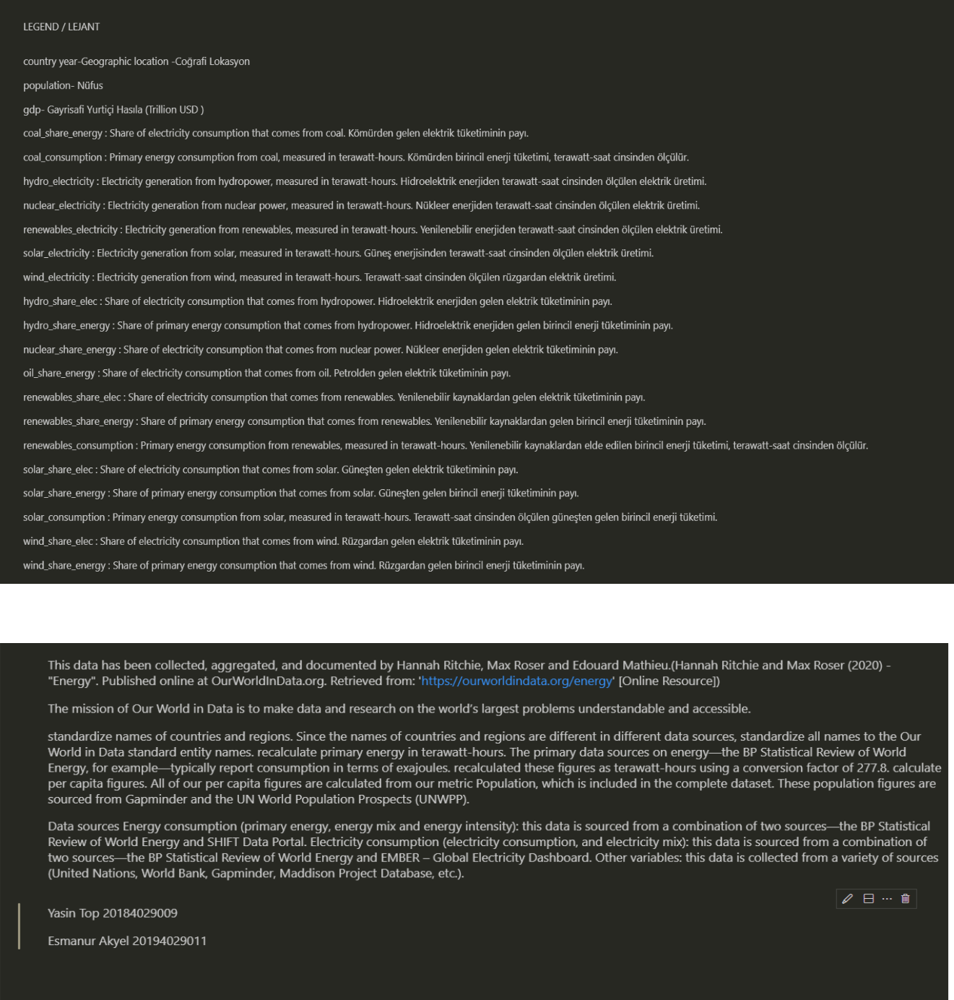 LEGEND / LEJANT
country year-Geographic location -Coğrafi Lokasyon
population- Nüfus
gdp- Gayrisafi Yurtiçi Hasıla (Trillion USD )
coal_share_energy : Share of electricity consumption that comes from coal. Kömürden gelen elektrik tüketiminin payı.
coal_consumption : Primary energy consumption from coal, measured in terawatt-hours. Kömürden birincil enerji tüketimi, terawatt-saat cinsinden ölçülür.
hydro_electricity : Electricity generation from hydropower, measured in terawatt-hours. Hidroelektrik enerjiden terawatt-saat cinsinden ölçülen elektrik üretimi.
nuclear_electricity : Electricity generation from nuclear power, measured in terawatt-hours. Nükleer enerjiden terawatt-saat cinsinden ölçülen elektrik üretimi.
renewables_electricity : Electricity generation from renewables, measured in terawatt-hours. Yenilenebilir enerjiden terawatt-saat cinsinden ölçülen elektrik üretimi.
solar_electricity : Electricity generation from solar, measured in terawatt-hours. Güneş enerjisinden terawatt-saat cinsinden ölçülen elektrik üretimi.
wind_electricity : Electricity generation from wind, measured in terawatt-hours. Terawatt-saat cinsinden ölçülen rüzgardan elektrik üretimi.
hydro_share_elec : Share of electricity consumption that comes from hydropower. Hidroelektrik enerjiden gelen elektrik tüketiminin payı.
hydro_share_energy : Share of primary energy consumption that comes from hydropower. Hidroelektrik enerjiden gelen birincil enerji tüketiminin payı.
nuclear_share_energy : Share of electricity consumption that comes from nuclear power. Nükleer enerjiden gelen elektrik tüketiminin payı.
oil_share_energy : Share of electricity consumption that comes from oil. Petrolden gelen elektrik tüketiminin payı.
renewables_share_elec : Share of electricity consumption that comes from renewables. Yenilenebilir kaynaklardan gelen elektrik tüketiminin payı.
renewables_share_energy : Share of primary energy consumption that comes from renewables. Yenilenebilir kaynaklardan gelen birincil enerji tüketiminin payı.
renewables_consumption : Primary energy consumption from renewables, measured in terawatt-hours. Yenilenebilir kaynaklardan elde edilen birincil enerji tüketimi, terawatt-saat cinsinden ölçülür.
solar_share_elec : Share of electricity consumption that comes from solar. Güneşten gelen elektrik tüketiminin payı.
solar_share_energy : Share of primary energy consumption that comes from solar. Güneşten gelen birincil enerji tüketiminin payı.
solar_consumption : Primary energy consumption from solar, measured in terawatt-hours. Terawatt-saat cinsinden ölçülen güneşten gelen birincil enerji tüketimi.
wind_share_elec : Share of electricity consumption that comes from wind. Rüzgardan gelen elektrik tüketiminin payı.
wind_share_energy : Share of primary energy consumption that comes from wind. Rüzgardan gelen birincil enerji tüketiminin payı.
This data has been collected, aggregated, and documented by Hannah Ritchie, Max Roser and Edouard Mathieu.(Hannah Ritchie and Max Roser (2020) -
"Energy". Published online at OurWorldInData.org. Retrieved from: 'https://ourworldindata.org/energy' [Online Resource])
The mission of Our World in Data is to make data and research on the world’s largest problems understandable and accessible.
standardize names of countries and regions. Since the names of countries and regions are different in different data sources, standardize all names to the Our
World in Data standard entity names. recalculate primary energy in terawatt-hours. The primary data sources on energy—the BP Statistical Review of World
Energy, for example—typically report consumption in terms of exajoules. recalculated these figures as terawatt-hours using a conversion factor of 277.8. calculate
per capita figures. All of our per capita figures are calculated from our metric Population, which is included in the complete dataset. These population figures are
sourced from Gapminder and the UN World Population Prospects (UNWPP).
Data sources Energy consumption (primary energy, energy mix and energy intensity): this data is sourced from a combination of two sources—the BP Statistical
Review of World Energy and SHIFT Data Portal. Electricity consumption (electricity consumption, and electricity mix): this data is sourced from a combination of
two sources—the BP Statistical Review of World Energy and EMBER – Global Electricity Dashboard. Other variables: this data is collected from a variety of sources
(United Nations, World Bank, Gapminder, Maddison Project Database, etc.).
Yasin Top 20184029009
Esmanur Akyel 20194029011